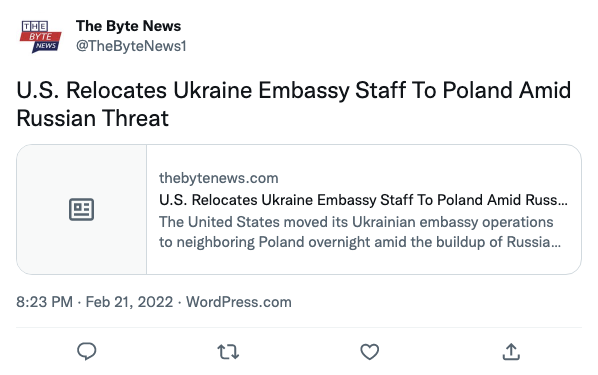 THE
BYTE
NEWS
The Byte News
@TheByteNews1
U.S. Relocates Ukraine Embassy Staff To Poland Amid
Russian Threat
thebytenews.com
U.S. Relocates Ukraine Embassy Staff To Poland Amid Russ...
The United States moved its Ukrainian embassy operations
to neighboring Poland overnight amid the buildup of Russia...
8:23 PM · Feb 21, 2022 · WordPress.com